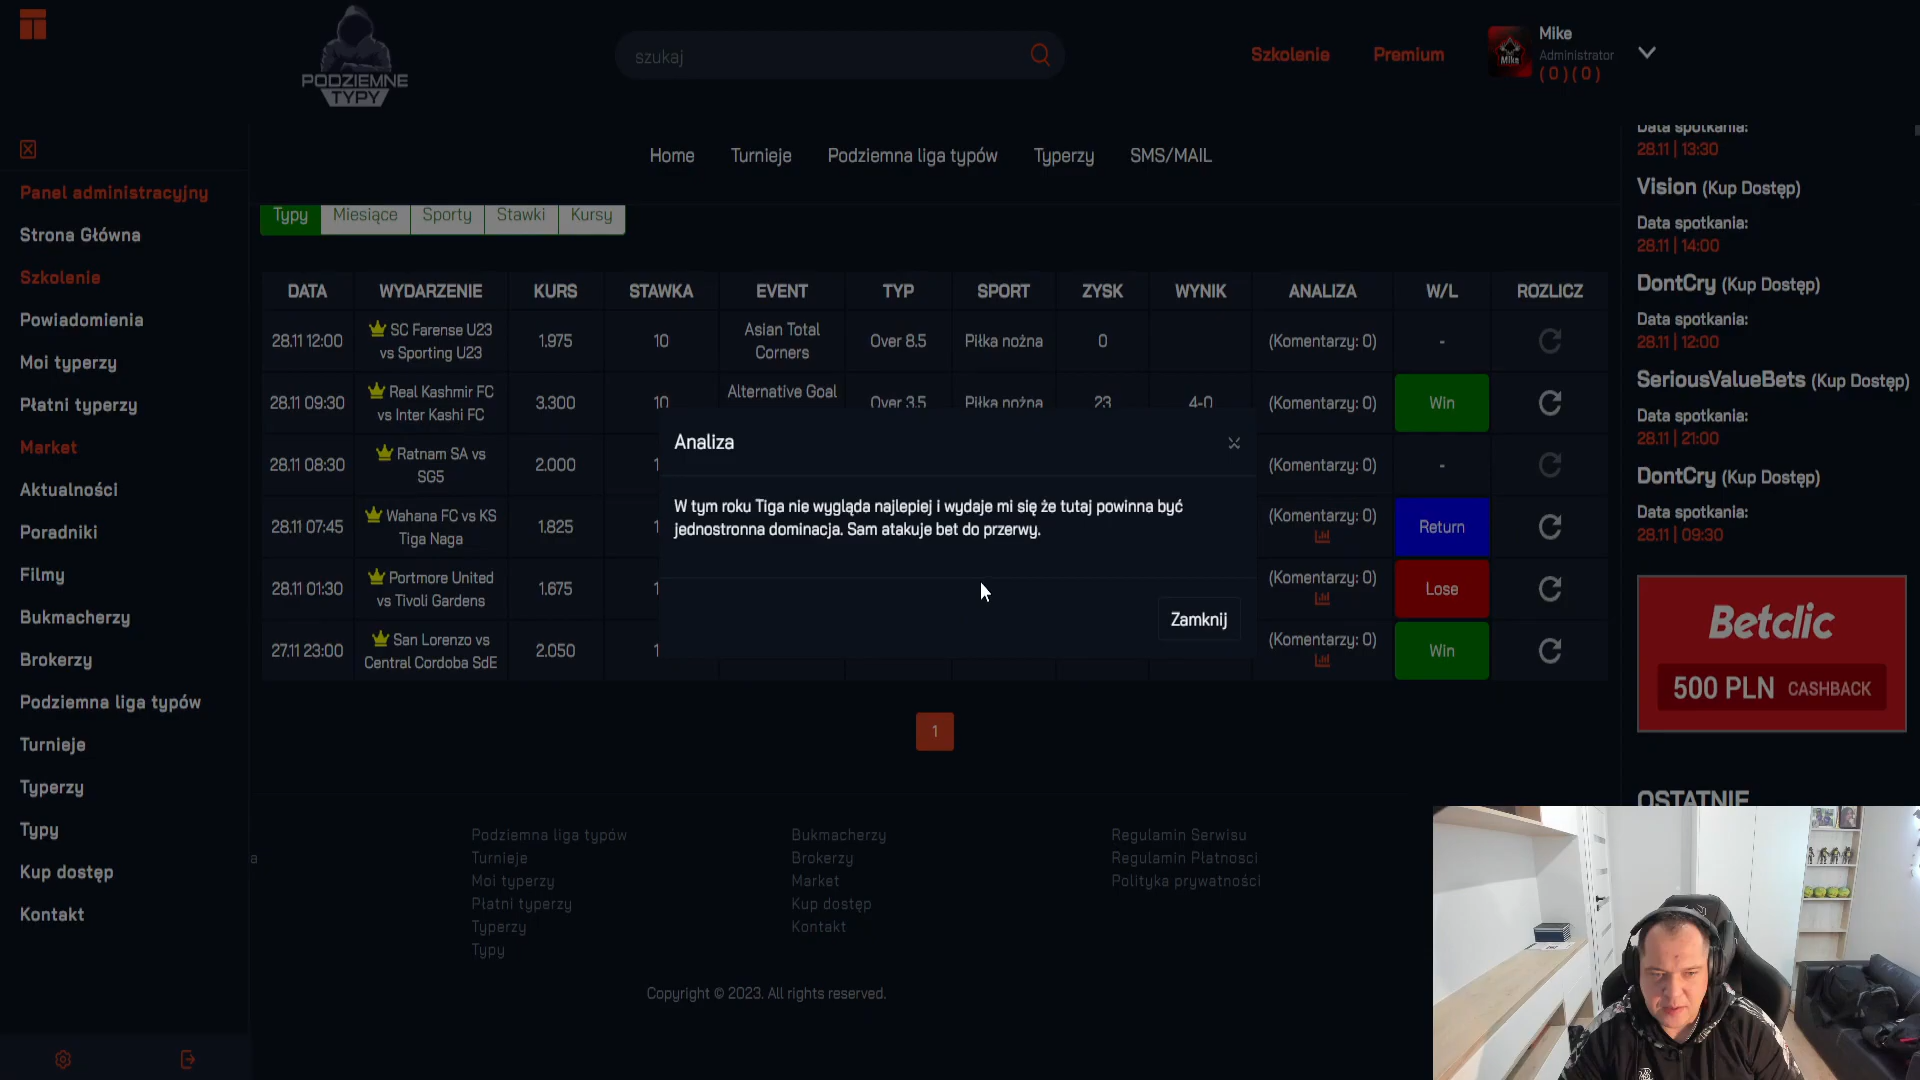 PODZIEMNE
TYPY
szukaj
Szkolenie
Premium
Mike
Administrator
( 0 ) ( 0 )
Home
Turnieje
Podziemna liga typów
Typerzy
SMS/MAIL
Panel administracyjny
Strona Główna
Szkolenie
Powiadomienia
Moi typerzy
Płatni typerzy
Market
Aktualności
Poradniki
Filmy
Bukmacherzy
Brokerzy
Podziemna liga typów
Turnieje
Typerzy
Typy
Kup dostęp
Kontakt
Typy
Miesiące
Sporty
Stawki
Kursy
DATA WYDARZENIE KURS STAWKA EVENT TYP SPORT ZYSK WYNIK ANALIZA W/L ROZLICZ
28.11 12:00 SC Farense U23 vs Sporting U23 1.975 10 Asian Total Corners Over 8.5 Piłka nożna 0 (Komentarzy: 0) -
28.11 09:30 Real Kashmir FC vs Inter Kashi FC 3.300 10 Alternative Goal Over 3.5 Piłka nożna 23 4-0 (Komentarzy: 0) Win
28.11 08:30 Ratnam SA vs SG5 2.000 1 (Komentarzy: 0) -
28.11 07:45 Wahana FC vs KS Tiga Naga 1.825 1 (Komentarzy: 0) Return
28.11 01:30 Portmore United vs Tivoli Gardens 1.675 1 (Komentarzy: 0) Lose
27.11 23:00 San Lorenzo vs Central Cordoba SdE 2.050 1 (Komentarzy: 0) Win
Analiza
W tym roku Tiga nie wygląda najlepiej i wydaje mi się że tutaj powinna być
jednostronna dominacja. Sam atakuje bet do przerwy.
Zamknij
1
Data spotkania:
28.11 | 13:30
Vision (Kup Dostęp)
Data spotkania:
28.11 | 14:00
DontCry (Kup Dostęp)
Data spotkania:
28.11 | 12:00
SeriousValueBets (Kup Dostęp)
Data spotkania:
28.11 | 21:00
DontCry (Kup Dostęp)
Data spotkania:
28.11 | 09:30
Betclic
500 PLN CASHBACK
OSTATNIE
Podziemna liga typów
Turnieje
Moi typerzy
Płatni typerzy
Typerzy
Typy
Bukmacherzy
Brokerzy
Market
Kup dostęp
Kontakt
Regulamin Serwisu
Regulamin Płatnosci
Polityka prywatności
Copyright © 2023. All rights reserved.